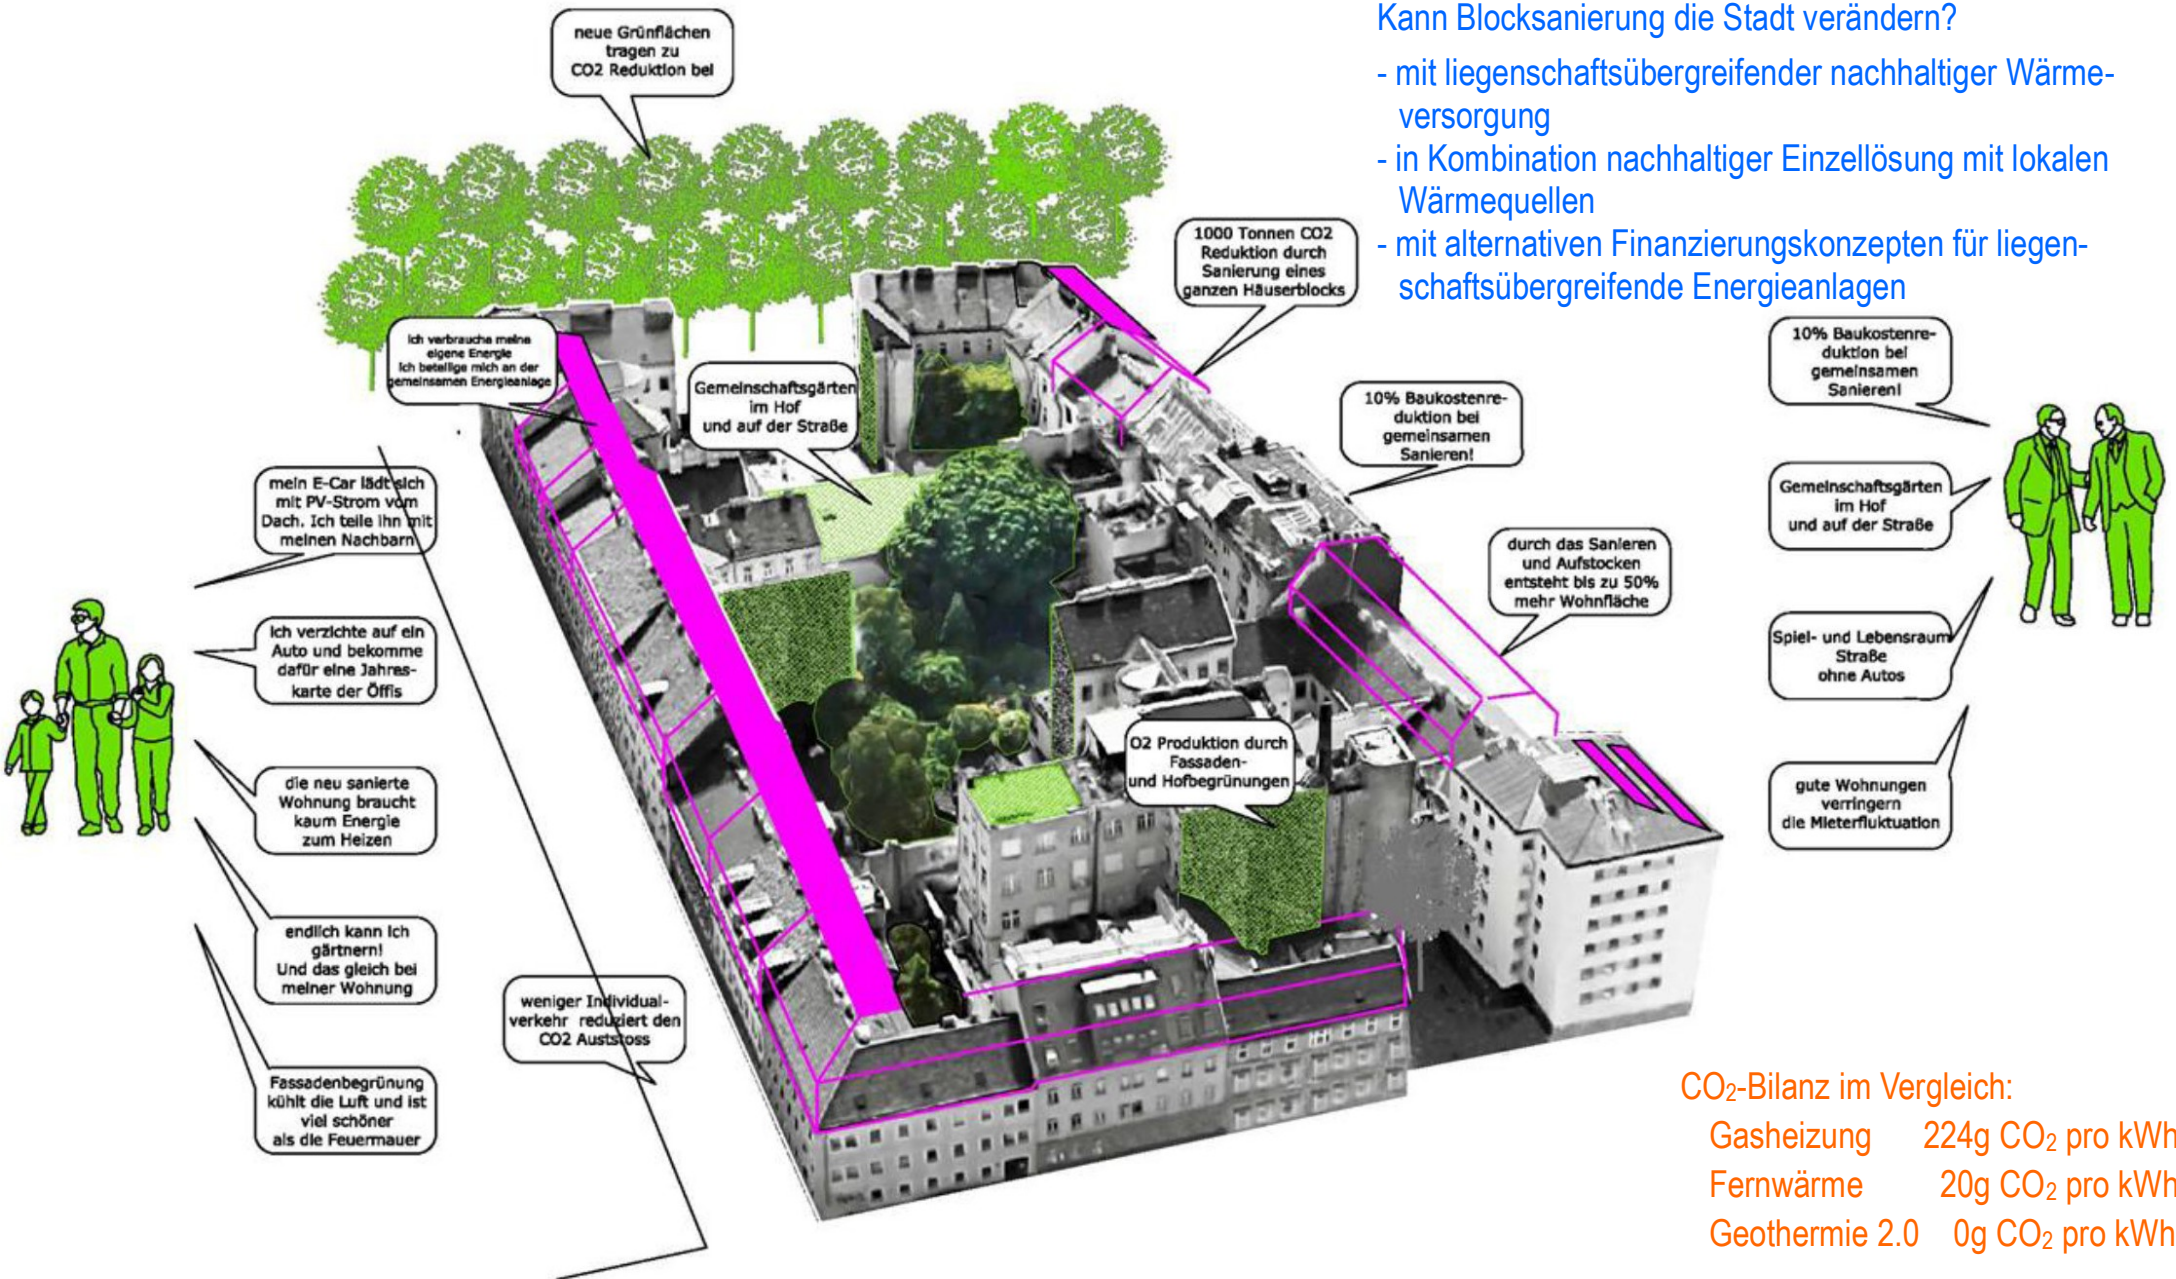 neue Grünflächen
tragen zu
CO2 Reduktion bei
Kann Blocksanierung die Stadt verändern?
- mit liegenschaftsübergreifender nachhaltiger Wärme-
versorgung
- in Kombination nachhaltiger Einzellösung mit lokalen
Wärmequellen
- mit alternativen Finanzierungskonzepten für liegen-
schaftsübergreifende Energieanlagen
1000 Tonnen CO2
Reduktion durch
Sanierung eines
ganzen Häuserblocks
ich verbrauche meine
eigene Energie
ich beteilige mich an der
gemeinsamen Energieanlage
Gemeinschaftsgärten
im Hof
und auf der Straße
10% Baukostenre-
duktion bei
gemeinsamen
Sanieren!
10% Baukostenre-
duktion bei
gemeinsamen
Sanieren!
mein E-Car lädt sich
mit PV-Strom vom
Dach. Ich teile ihn mit
meinen Nachbarn
Gemeinschaftsgärten
im Hof
und auf der Straße
durch das Sanieren
und Aufstocken
entsteht bis zu 50%
mehr Wohnfläche
ich verzichte auf ein
Auto und bekomme
dafür eine Jahres-
karte der Öffis
Spiel- und Lebensraum
Straße
ohne Autos
O2 Produktion durch
Fassaden-
und Hofbegrünungen
die neu sanierte
Wohnung braucht
kaum Energie
zum Heizen
gute Wohnungen
verringern
die Mieterfluktuation
endlich kann ich
gärtnern!
Und das gleich bei
meiner Wohnung
weniger Individual-
verkehr reduziert den
CO2 Auststoss
Fassadenbegrünung
kühlt die Luft und ist
viel schöner
als die Feuermauer
CO₂-Bilanz im Vergleich:
Gasheizung 224g CO₂ pro kWh
Fernwärme 20g CO₂ pro kWh
Geothermie 2.0 0g CO₂ pro kWh